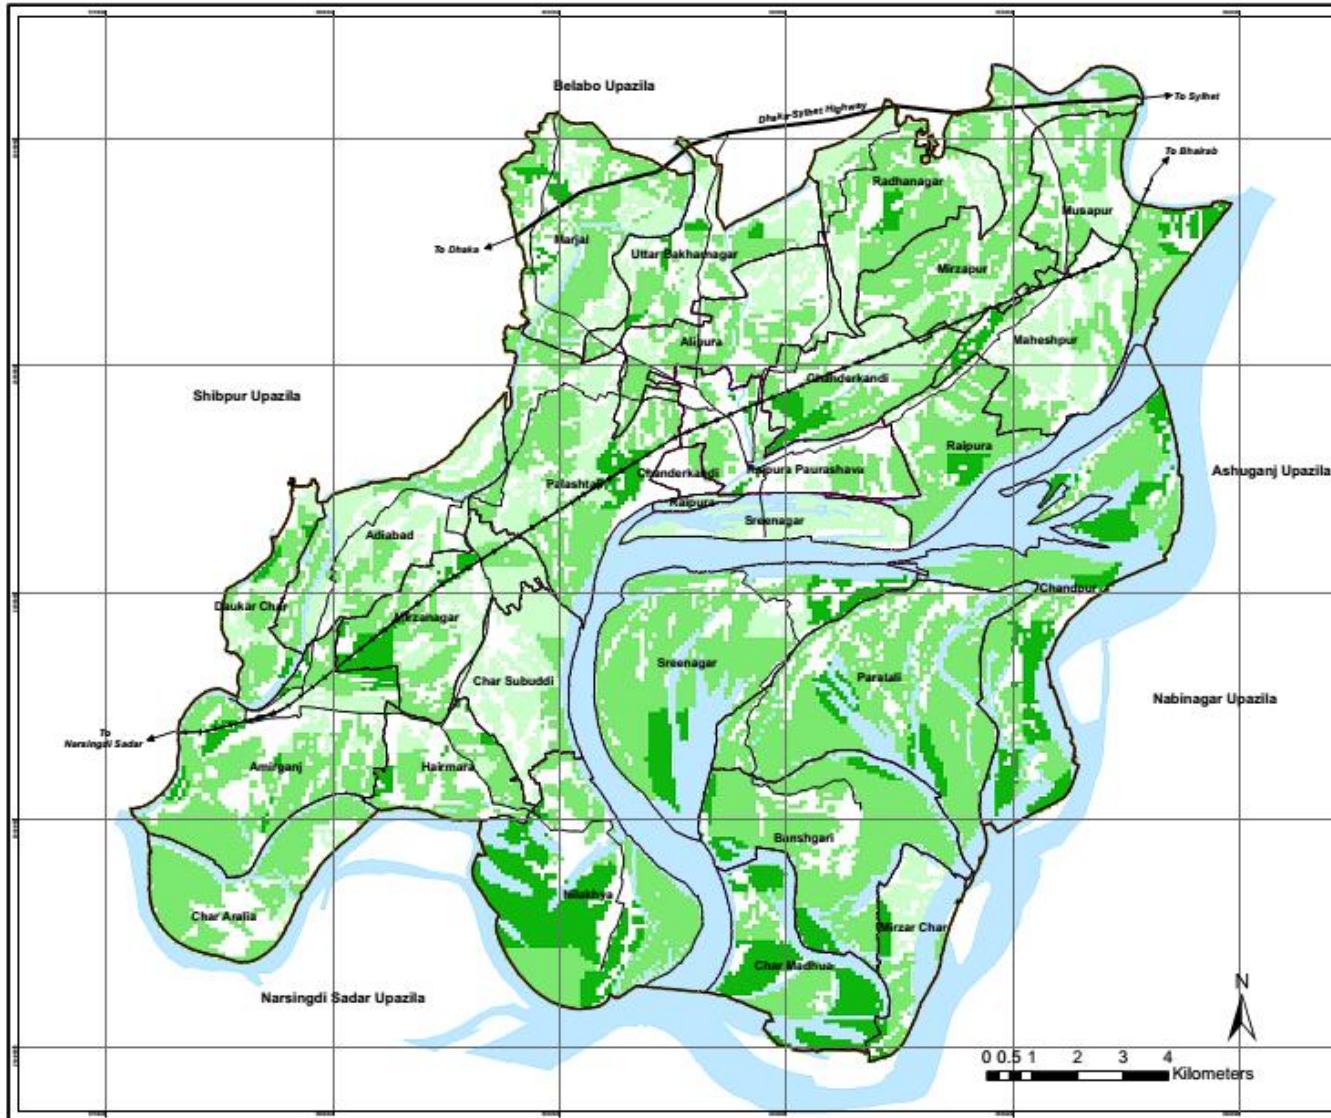 Belabo Upazila
To Sylhet
Dhaka-Sylhet Highway
To Bhairab
Radhanagar
Musapur
Marjal
To Dhaka
Uttar Bakharnagar
Mirzapur
Alipura
Maheshpur
Chanderkandi
Shibpur Upazila
Raipura
Raipura Paurashava
Chanderkandi
Ashuganj Upazila
Palashtali
Raipura
Sreenagar
Adiabad
Chandpur
Daukar Char
Mirzanagar
Sreenagar
Paratali
Char Subuddi
Nabinagar Upazila
To
Narsingdi Sadar
Amirganj
Hairmara
Banshgari
Nilakhya
Char Aralia
Mirzar Char
Char Madhua
Narsingdi Sadar Upazila
N
0 0.5 1 2 3 4
Kilometers